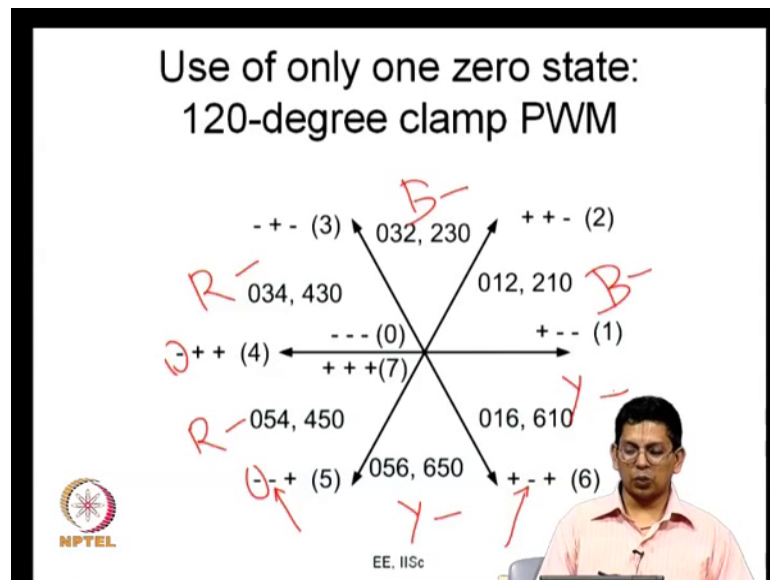 Use of only one zero state:
120-degree clamp PWM
B-
- + - (3)
032, 230
+ + - (2)
R-
034, 430
012, 210
B-
- - - (0)
+ - - (1)
-+ + (4)
+ + +(7)
Y-
R-
054, 450
016, 610
-- + (5)
056, 650
+ - + (6)
Y-
NPTEL
EE, IISc